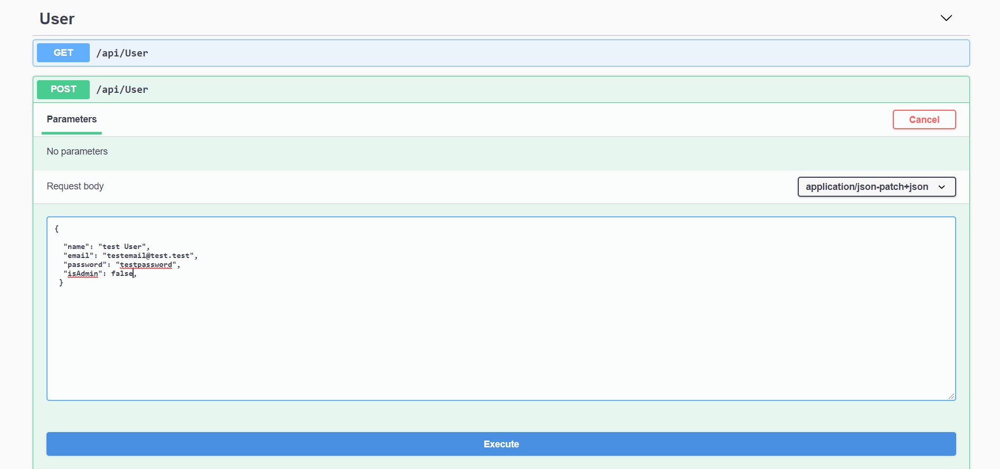 User
GET /api/User
POST /api/User
Parameters
Cancel
No parameters
Request body
application/json-patch+json
{
"name": "test User",
"email": "testemail@test.test",
"password": "testpassword",
"isAdmin": false,
}
Execute